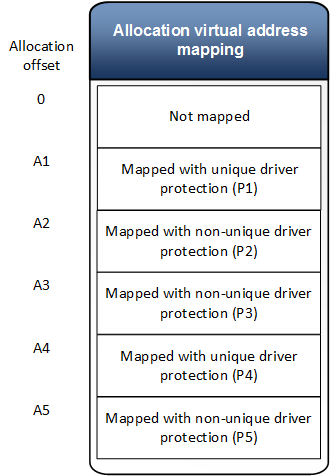 Allocation virtual address
mapping
Allocation
offset
0
Not mapped
A1
Mapped with unique driver
protection (P1)
A2
Mapped with non-unique driver
protection (P2)
A3
Mapped with non-unique driver
protection (P3)
A4
Mapped with unique driver
protection (P4)
A5
Mapped with non-unique driver
protection (P5)